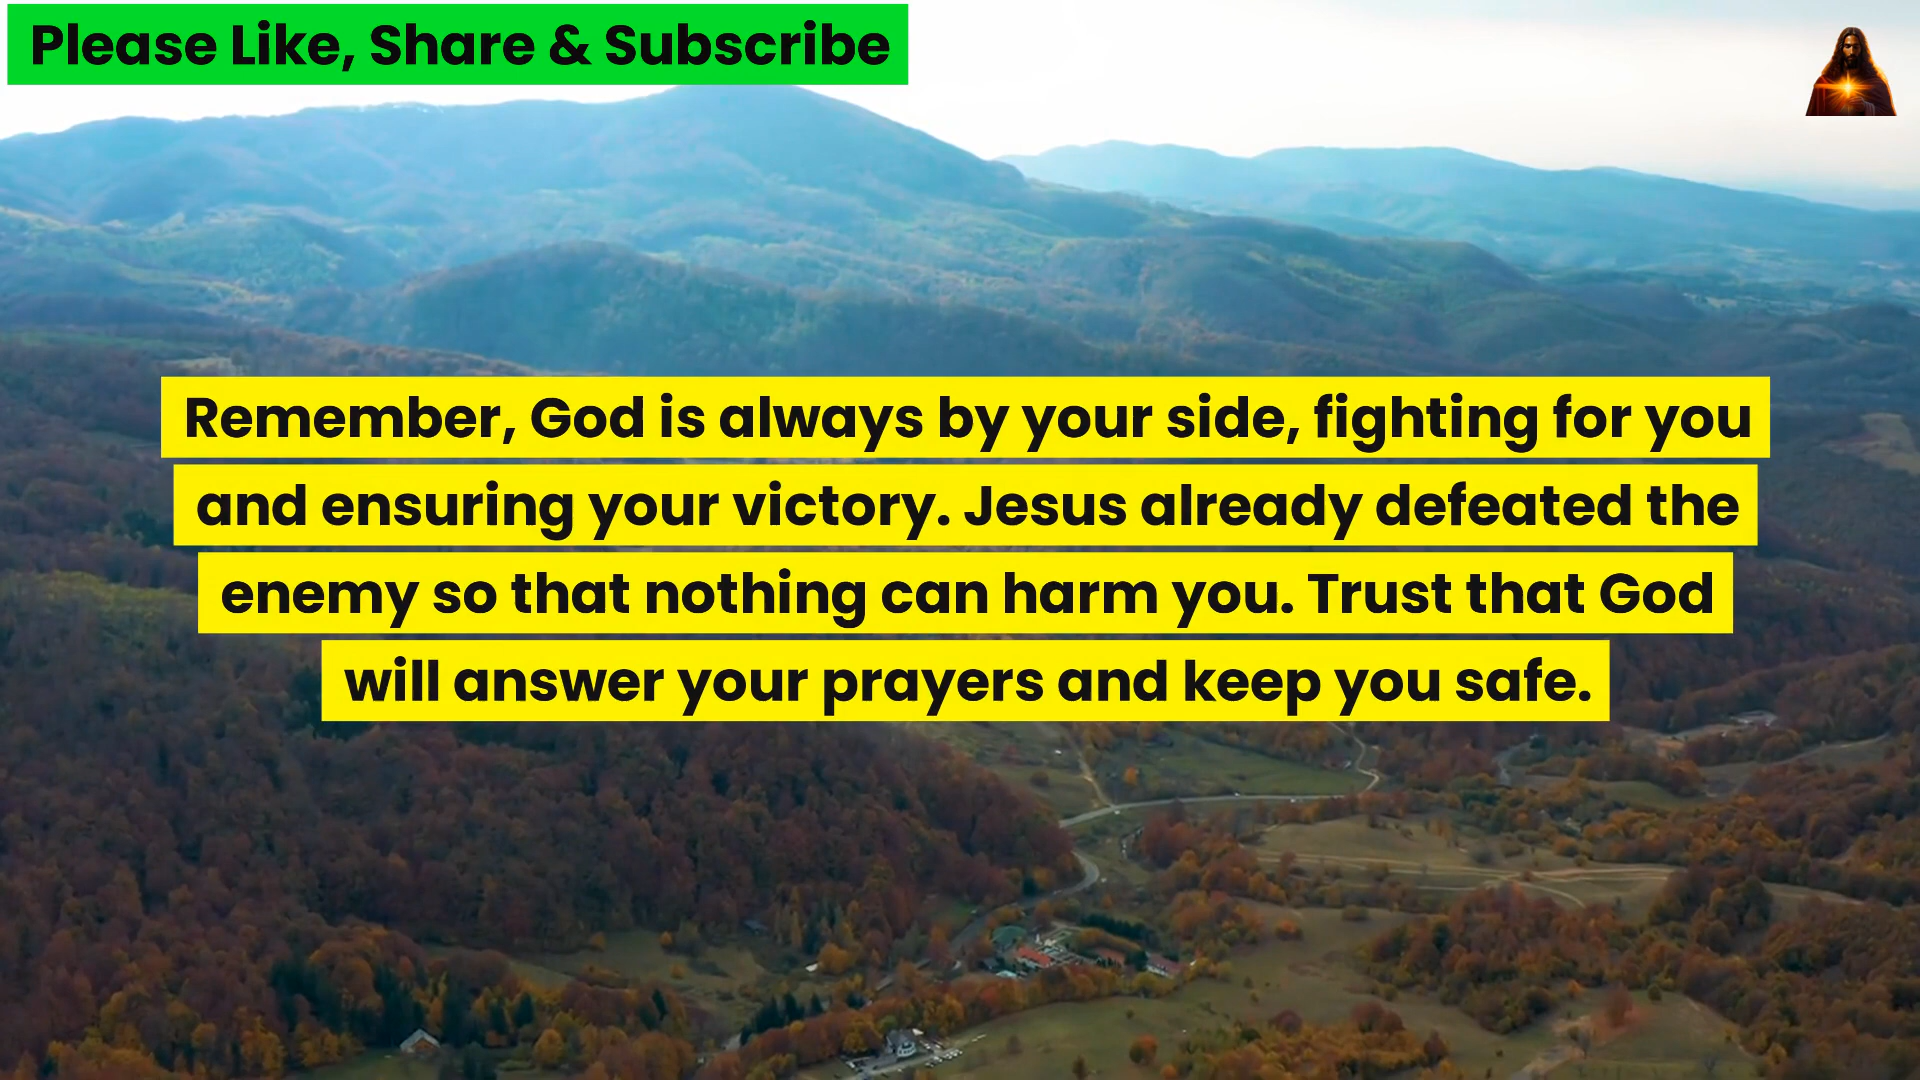 Please Like, Share & Subscribe
Remember, God is always by your side, fighting for you
and ensuring your victory. Jesus already defeated the
enemy so that nothing can harm you. Trust that God
will answer your prayers and keep you safe.